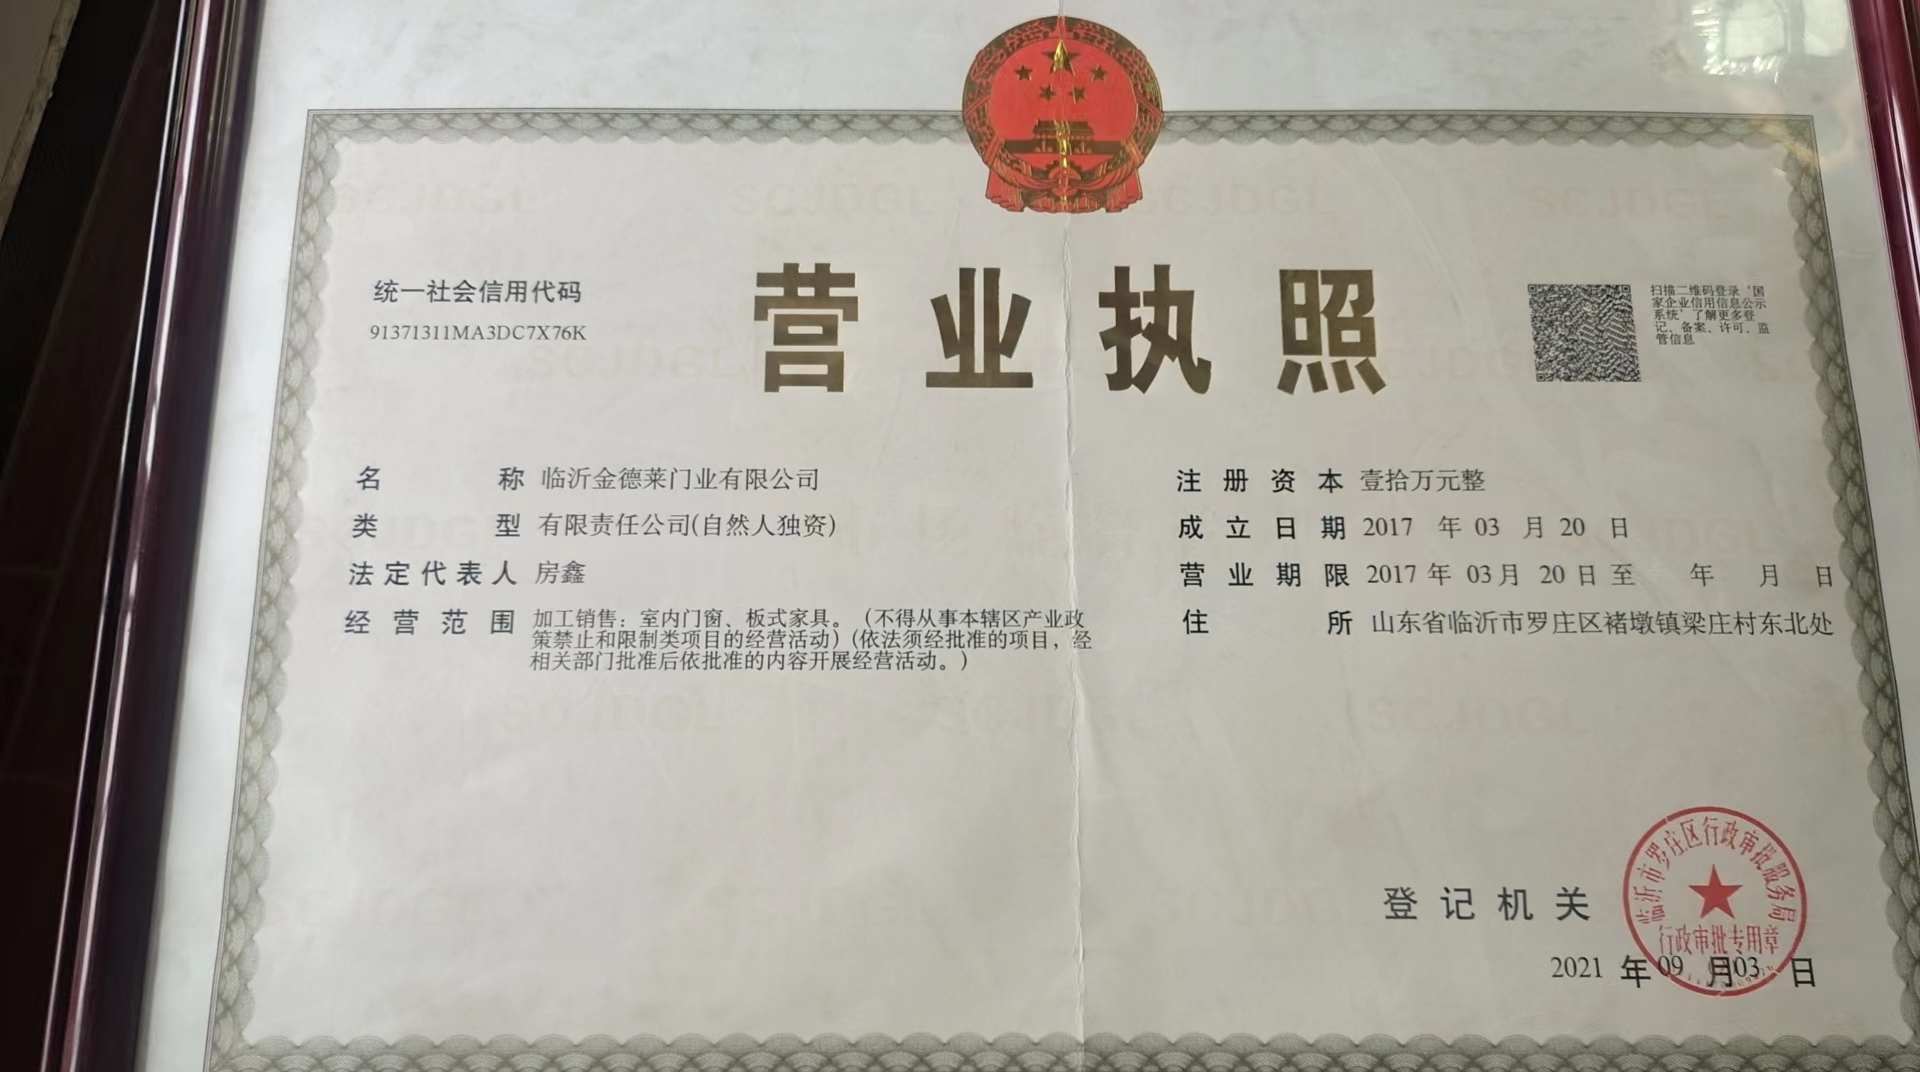 统一社会信用代码
91371311MA3DC7X76K
营业执照
扫描二维码登录‘国
家企业信用信息公示
系统’了解更多登
记、备案、许可、监
管信息
名称 临沂金德莱门业有限公司
类型 有限责任公司(自然人独资)
法定代表人 房鑫
经营范围 加工销售：室内门窗、板式家具。（不得从事本辖区产业政
策禁止和限制类项目的经营活动）(依法须经批准的项目，经
相关部门批准后依批准的内容开展经营活动。)
注册资本 壹拾万元整
成立日期 2017 年 03 月 20 日
营业期限 2017 年 03 月 20 日 至 年 月 日
住所 山东省临沂市罗庄区褚墩镇梁庄村东北处
登记机关
临沂市罗庄区行政审批服务局
行政审批专用章
2021 年 09 月 03 日
SCJDGL